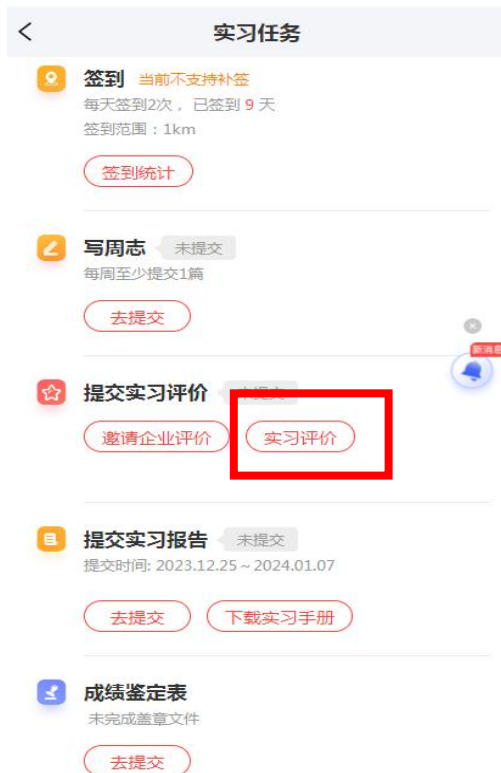 实习任务
签到 当前不支持补签
每天签到2次，已签到 9 天
签到范围：1km
签到统计
写周志 未提交
每周至少提交1篇
去提交
新消息
提交实习评价
邀请企业评价 实习评价
提交实习报告 未提交
提交时间: 2023.12.25 ~ 2024.01.07
去提交 下载实习手册
成绩鉴定表
未完成盖章文件
去提交